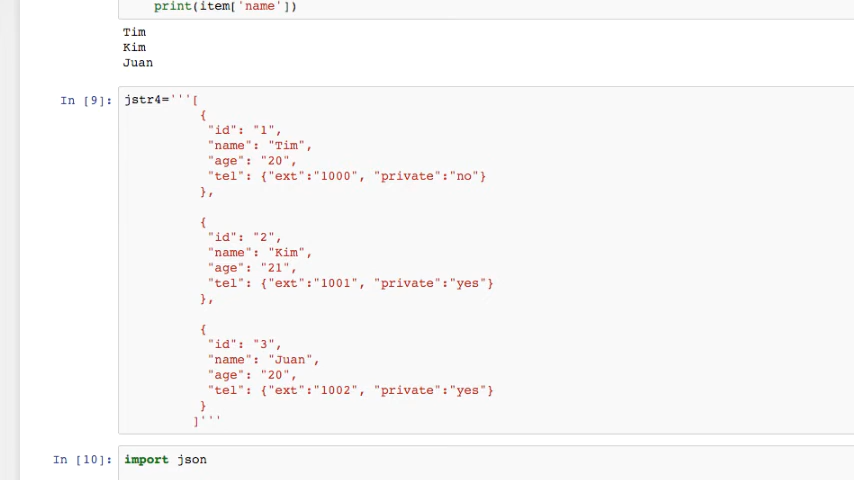 print(item['name'])
Tim
Kim
Juan
In [9]: jstr4='''[
{
"id": "1",
"name": "Tim",
"age": "20",
"tel": {"ext":"1000", "private":"no"}
},
{
"id": "2",
"name": "Kim",
"age": "21",
"tel": {"ext":"1001", "private":"yes"}
},
{
"id": "3",
"name": "Juan",
"age": "20",
"tel": {"ext":"1002", "private":"yes"}
}
]'''
In [10]: import json